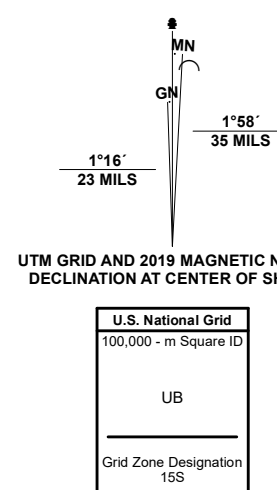 MN
GN
1°58´
35 MILS
1°16´
23 MILS
UTM GRID AND 2019 MAGNETIC N
DECLINATION AT CENTER OF SH
U.S. National Grid
100,000 - m Square ID
UB
Grid Zone Designation
15S